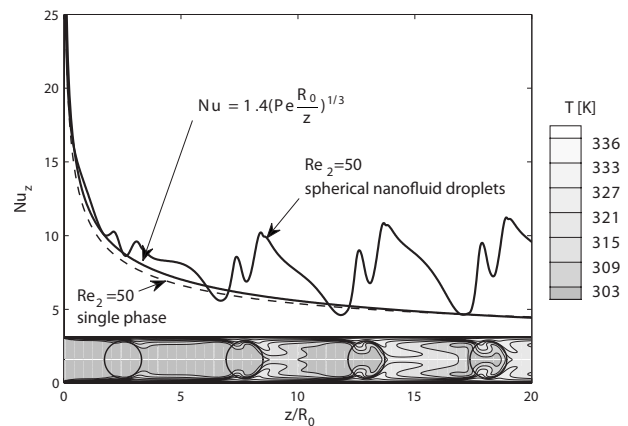 25
20
15
10
5
0
Nu_z
Nu = 1.4(Pe R_0/z)^1/3
Re_2=50
spherical nanofluid droplets
Re_2=50
single phase
0 5 10 15 20
z/R_0
T [K]
336
333
327
321
315
309
303